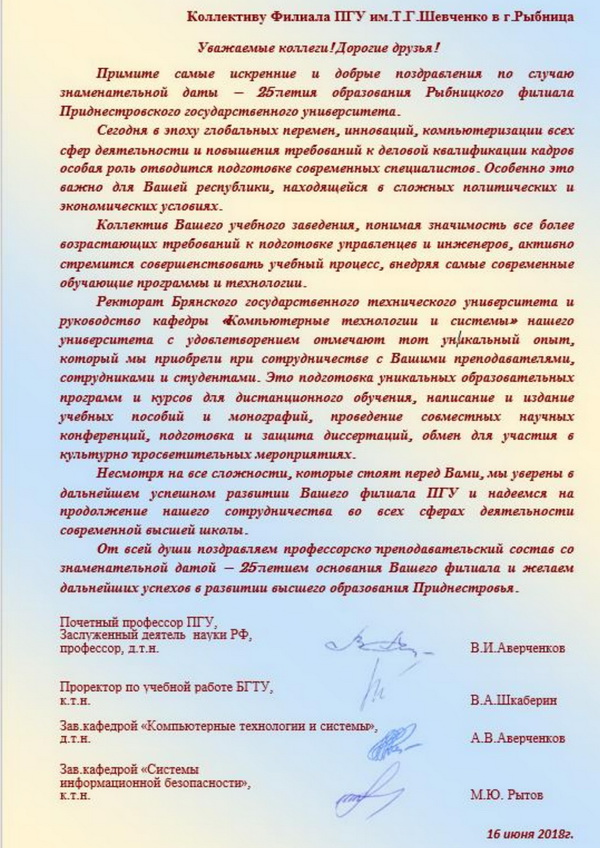 Коллективу Филиала ПГУ им.Т.Г.Шевченко в г.Рыбница
Уважаемые коллеги! Дорогие друзья!
Примите самые искренние и добрые поздравления по случаю
знаменательной даты – 25-летия образования Рыбницкого филиала
Приднестровского государственного университета.
Сегодня в эпоху глобальных перемен, инноваций, компьютеризации всех
сфер деятельности и повышения требований к деловой квалификации кадров
особая роль отводится подготовке современных специалистов. Особенно это
важно для Вашей республики, находящейся в сложных политических и
экономических условиях.
Коллектив Вашего учебного заведения, понимая значимость все более
возрастающих требований к подготовке управленцев и инженеров, активно
стремится совершенствовать учебный процесс, внедряя самые современные
обучающие программы и технологии.
Ректорат Брянского государственного технического университета и
руководство кафедры «Компьютерные технологии и системы» нашего
университета с удовлетворением отмечают тот уникальный опыт,
который мы приобрели при сотрудничестве с Вашими преподавателями,
сотрудниками и студентами. Это подготовка уникальных образовательных
программ и курсов для дистанционного обучения, написание и издание
учебных пособий и монографий, проведение совместных научных
конференций, подготовка и защита диссертаций, обмен для участия в
культурно-просветительных мероприятиях.
Несмотря на все сложности, которые стоят перед Вами, мы уверены в
дальнейшем успешном развитии Вашего филиала ПГУ и надеемся на
продолжение нашего сотрудничества во всех сферах деятельности
современной высшей школы.
От всей души поздравляем профессорско-преподавательский состав со
знаменательной датой – 25-летием основания Вашего филиала и желаем
дальнейших успехов в развитии высшего образования Приднестровья.
Почетный профессор ПГУ,
Заслуженный деятель науки РФ,
профессор, д.т.н. В.И.Аверченков
Проректор по учебной работе БГТУ,
к.т.н. В.А.Шкаберин
Зав.кафедрой «Компьютерные технологии и системы»,
д.т.н. А.В.Аверченков
Зав.кафедрой «Системы
информационной безопасности»,
к.т.н. М.Ю. Рытов
16 июня 2018г.